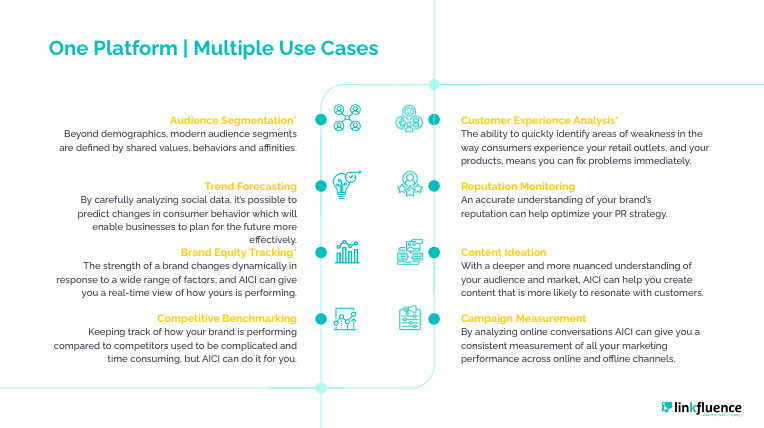 One Platform | Multiple Use Cases
Audience Segmentation*
Beyond demographics, modern audience segments
are defined by shared values, behaviors and affinities.
Trend Forecasting
By carefully analyzing social data, it's possible to
predict changes in consumer behavior which will
enable businesses to plan for the future more
effectively.
Brand Equity Tracking*
The strength of a brand changes dynamically in
response to a wide range of factors, and AICI can give
you a real-time view of how yours is performing.
Competitive Benchmarking
Keeping track of how your brand is performing
compared to competitors used to be complicated and
time consuming, but AICI can do it for you.
Customer Experience Analysis*
The ability to quickly identify areas of weakness in the
way consumers experience your retail outlets, and your
products, means you can fix problems immediately.
Reputation Monitoring
An accurate understanding of your brand's
reputation can help optimize your PR strategy.
Content Ideation
With a deeper and more nuanced understanding of
your audience and market, AICI can help you create
content that is more likely to resonate with customers.
Campaign Measurement
By analyzing online conversations AICI can give you a
consistent measurement of all your marketing
performance across online and offline channels.
linkfluence